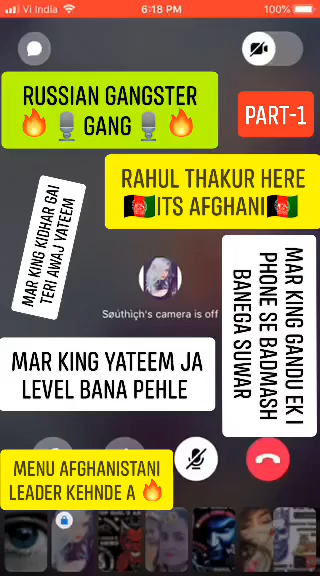 Vi India
6:18 PM
100%
RUSSIAN GANGSTER
🔥🎙️GANG🎙️🔥
PART-1
RAHUL THAKUR HERE
🇦🇫ITS AFGHANI🇦🇫
MAR KING KIDHAR GAI
TERI AWAJ YATEEM
Søúthìçh's camera is off
MAR KING GANDU EK I
PHONE SE BADMASH
BANEGA SUWAR
MAR KING YATEEM JA
LEVEL BANA PEHLE
MENU AFGHANISTANI
LEADER KEHNDE A 🔥